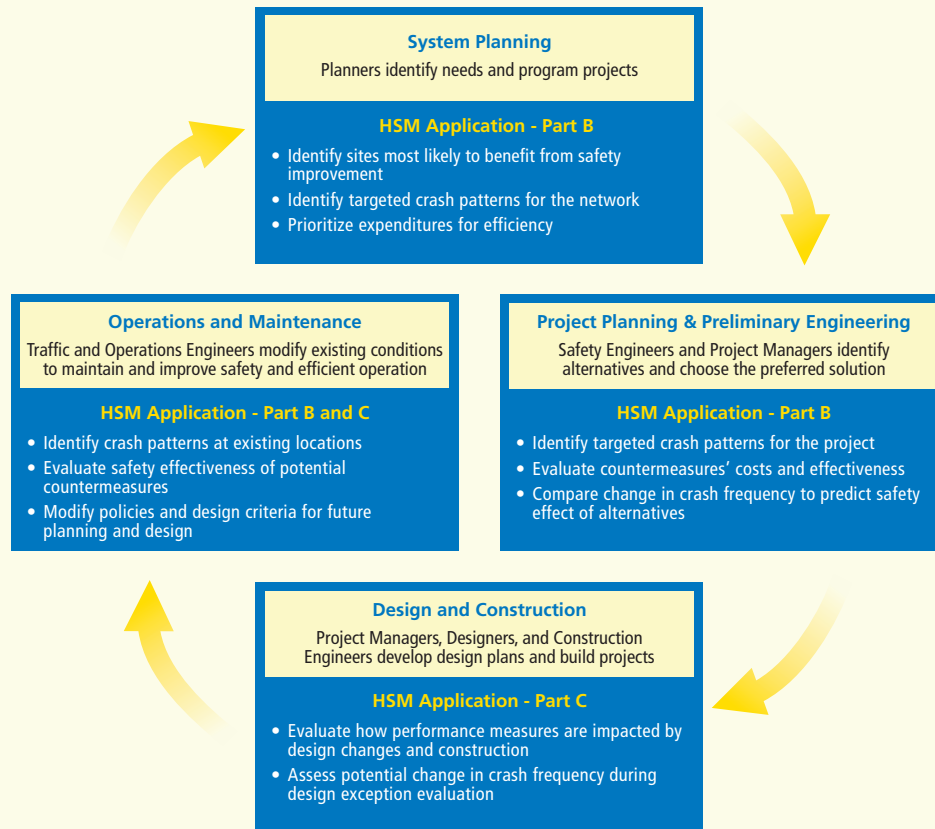 System Planning
Planners identify needs and program projects
HSM Application - Part B
• Identify sites most likely to benefit from safety
improvement
• Identify targeted crash patterns for the network
• Prioritize expenditures for efficiency
Operations and Maintenance
Traffic and Operations Engineers modify existing conditions
to maintain and improve safety and efficient operation
HSM Application - Part B and C
• Identify crash patterns at existing locations
• Evaluate safety effectiveness of potential
countermeasures
• Modify policies and design criteria for future
planning and design
Project Planning & Preliminary Engineering
Safety Engineers and Project Managers identify
alternatives and choose the preferred solution
HSM Application - Part B
• Identify targeted crash patterns for the project
• Evaluate countermeasures’ costs and effectiveness
• Compare change in crash frequency to predict safety
effect of alternatives
Design and Construction
Project Managers, Designers, and Construction
Engineers develop design plans and build projects
HSM Application - Part C
• Evaluate how performance measures are impacted by
design changes and construction
• Assess potential change in crash frequency during
design exception evaluation